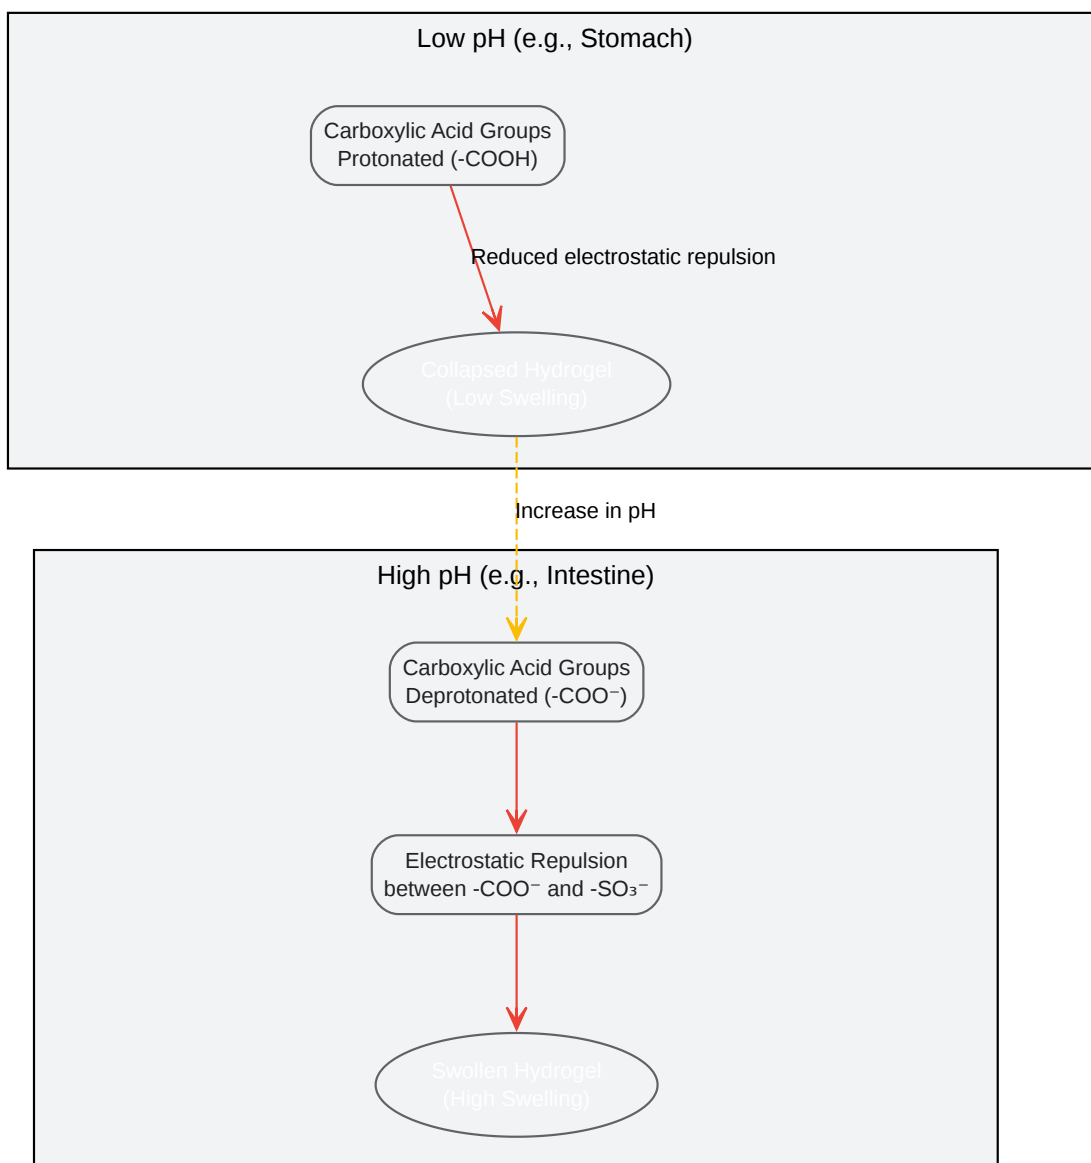 Low pH (e.g., Stomach)
Carboxylic Acid Groups
Protonated (-COOH)
Reduced electrostatic repulsion
Collapsed Hydrogel
(Low Swelling)
Increase in pH
High pH (e.g., Intestine)
Carboxylic Acid Groups
Deprotonated (-COO⁻)
Electrostatic Repulsion
between -COO⁻ and -SO₃⁻
Swollen Hydrogel
(High Swelling)